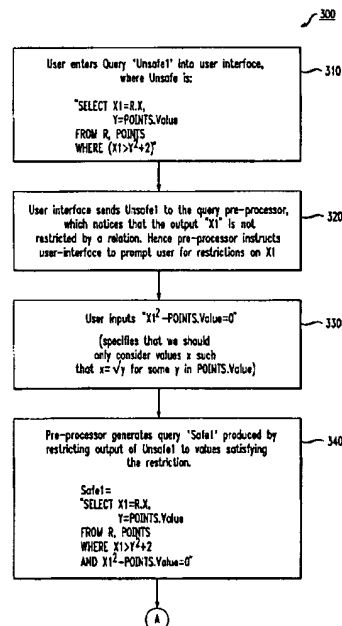 300
User enters Query 'Unsafe1' into user interface,
where Unsafe is:
"SELECT X1=R.X,
Y=POINTS.Value
FROM R, POINTS
WHERE (X1>Y²+2)"
310
User interface sends Unsafe1 to the query pre-processor,
which notices that the output "X1" is not
restricted by a relation. Hence pre-processor instructs
user-interface to prompt user for restrictions on X1
320
User inputs "X1²-POINTS.Value=0"
(specifies that we should
only consider values x such
that x=√y for some y in POINTS.Value)
330
Pre-processor generates query 'Safe1' produced by
restricting output of Unsafe1 to values satisfying
the restriction.
Safe1=
"SELECT X1=R.X,
Y=POINTS.Value
FROM R, POINTS
WHERE X1>Y²+2
AND X1²-POINTS.Value=0"
340
A